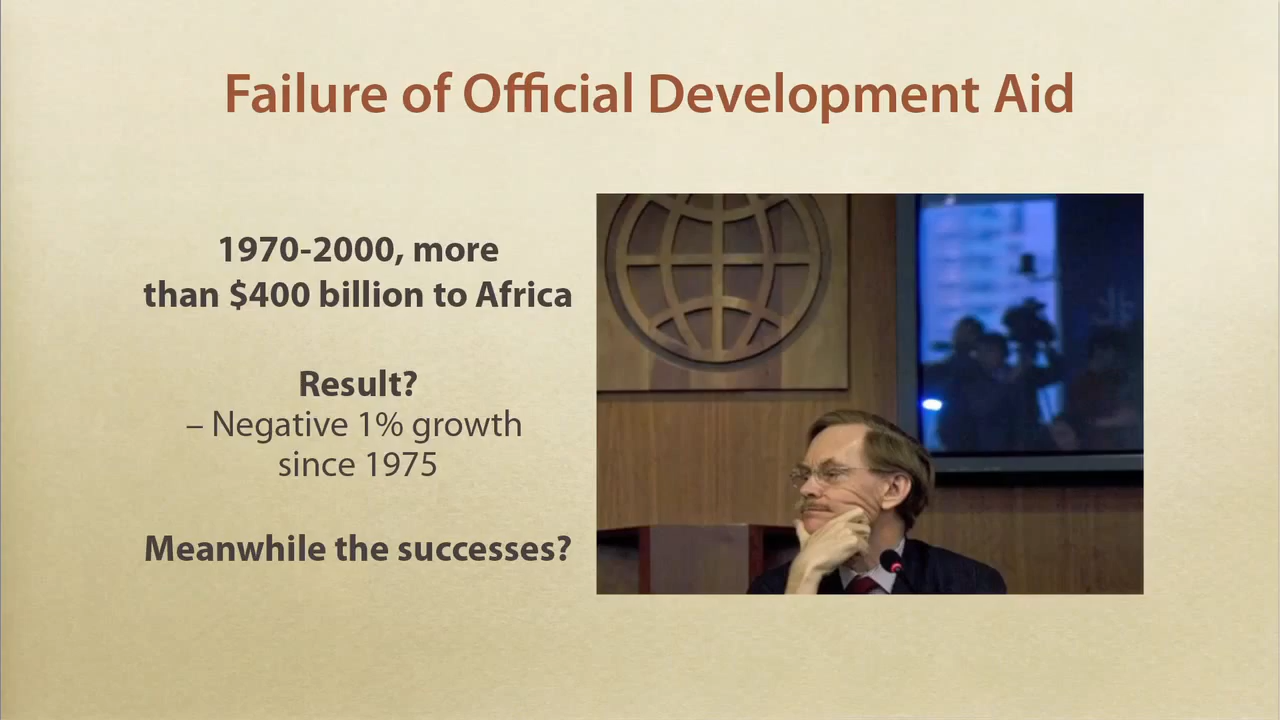 Failure of Official Development Aid
1970-2000, more
than $400 billion to Africa
Result?
– Negative 1% growth
since 1975
Meanwhile the successes?